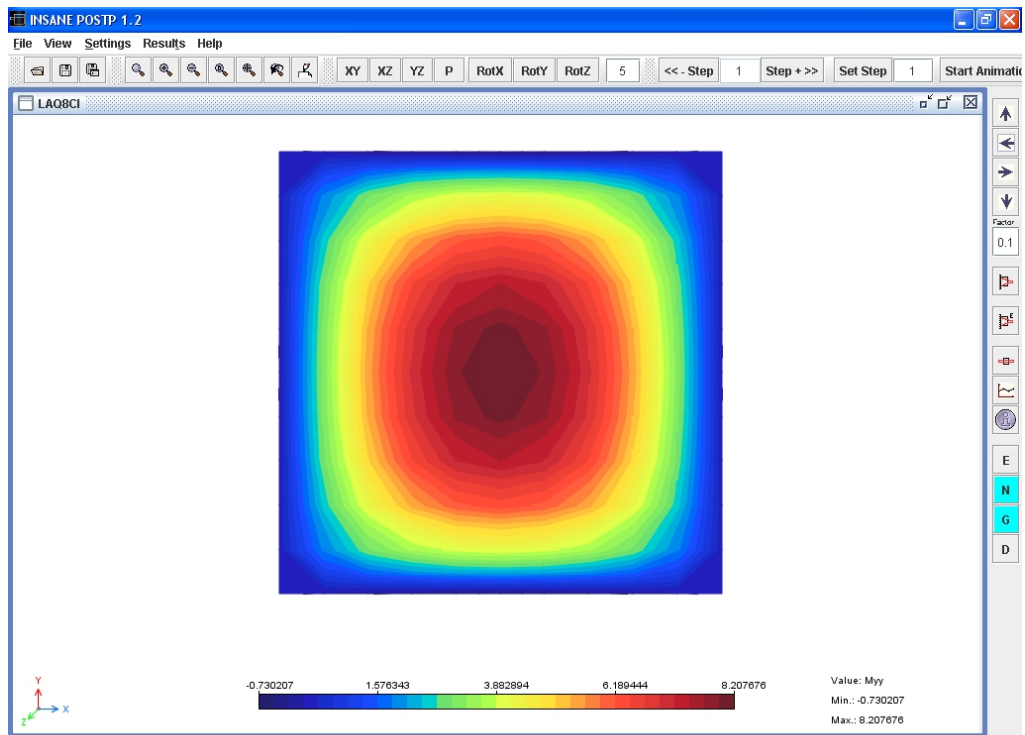 INSANE POSTP 1.2
File View Settings Results Help
XY XZ YZ P RotX RotY RotZ 5 << - Step 1 Step + >> Set Step 1 Start Animatic
LAQ8CI
Factor
0.1
E
E
N
G
D
-0.730207 1.576343 3.882894 6.189444 8.207676
Value: Myy
Min.: -0.730207
Max.: 8.207676
Y
X
Z